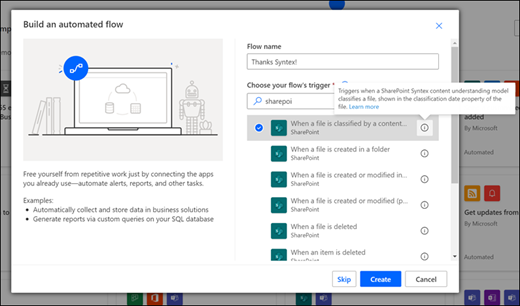 Build an automated flow
Free yourself from repetitive work just by connecting the apps
you already use—automate alerts, reports, and other tasks.
Examples:
• Automatically collect and store data in business solutions
• Generate reports via custom queries on your SQL database
Flow name
Thanks Syntex!
Choose your flow's trigger
Triggers when a SharePoint Syntex content understanding model
classifies a file, shown in the classification date property of the
file. Learn more
sharepoi
When a file is classified by a content...
SharePoint
When a file is created in a folder
SharePoint
When a file is created or modified in...
SharePoint
When a file is created or modified (p...
SharePoint
When a file is deleted
SharePoint
When an item is deleted
SharePoint
Skip
Create
Cancel
added
By Microsoft
Automated
Get updates from
By Microsoft
Automated